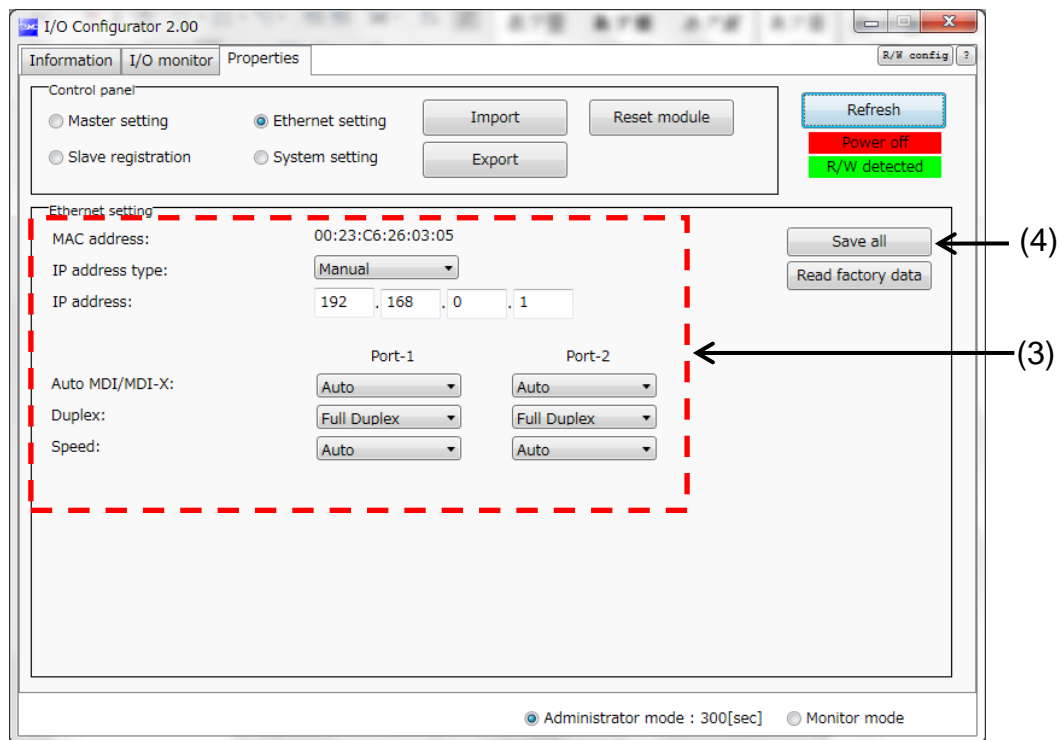 I/O Configurator 2.00
Information I/O monitor Properties R/W config ?
Control panel
Master setting Ethernet setting Import Reset module Refresh
Power off
Slave registration System setting Export R/W detected
Ethernet setting
MAC address: 00:23:C6:26:03:05 Save all (4)
IP address type: Manual Read factory data
IP address: 192 . 168 . 0 . 1
Port-1 Port-2 (3)
Auto MDI/MDI-X: Auto Auto
Duplex: Full Duplex Full Duplex
Speed: Auto Auto
Administrator mode : 300[sec] Monitor mode